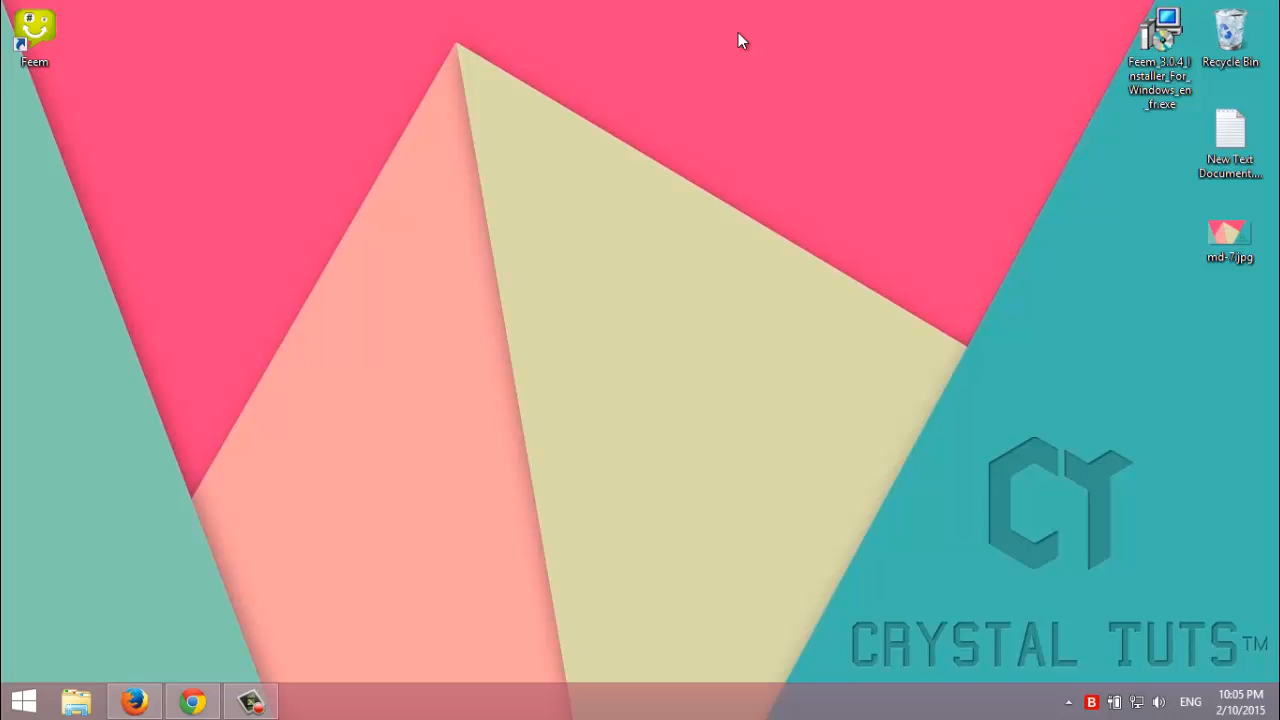 Feem
Feem_3.0.4_I
nstaller_For_
Windows_en
_fr.exe
Recycle Bin
New Text
Document....
md-7.jpg
CT
CRYSTAL TUTS™
B
ENG
10:05 PM
2/10/2015